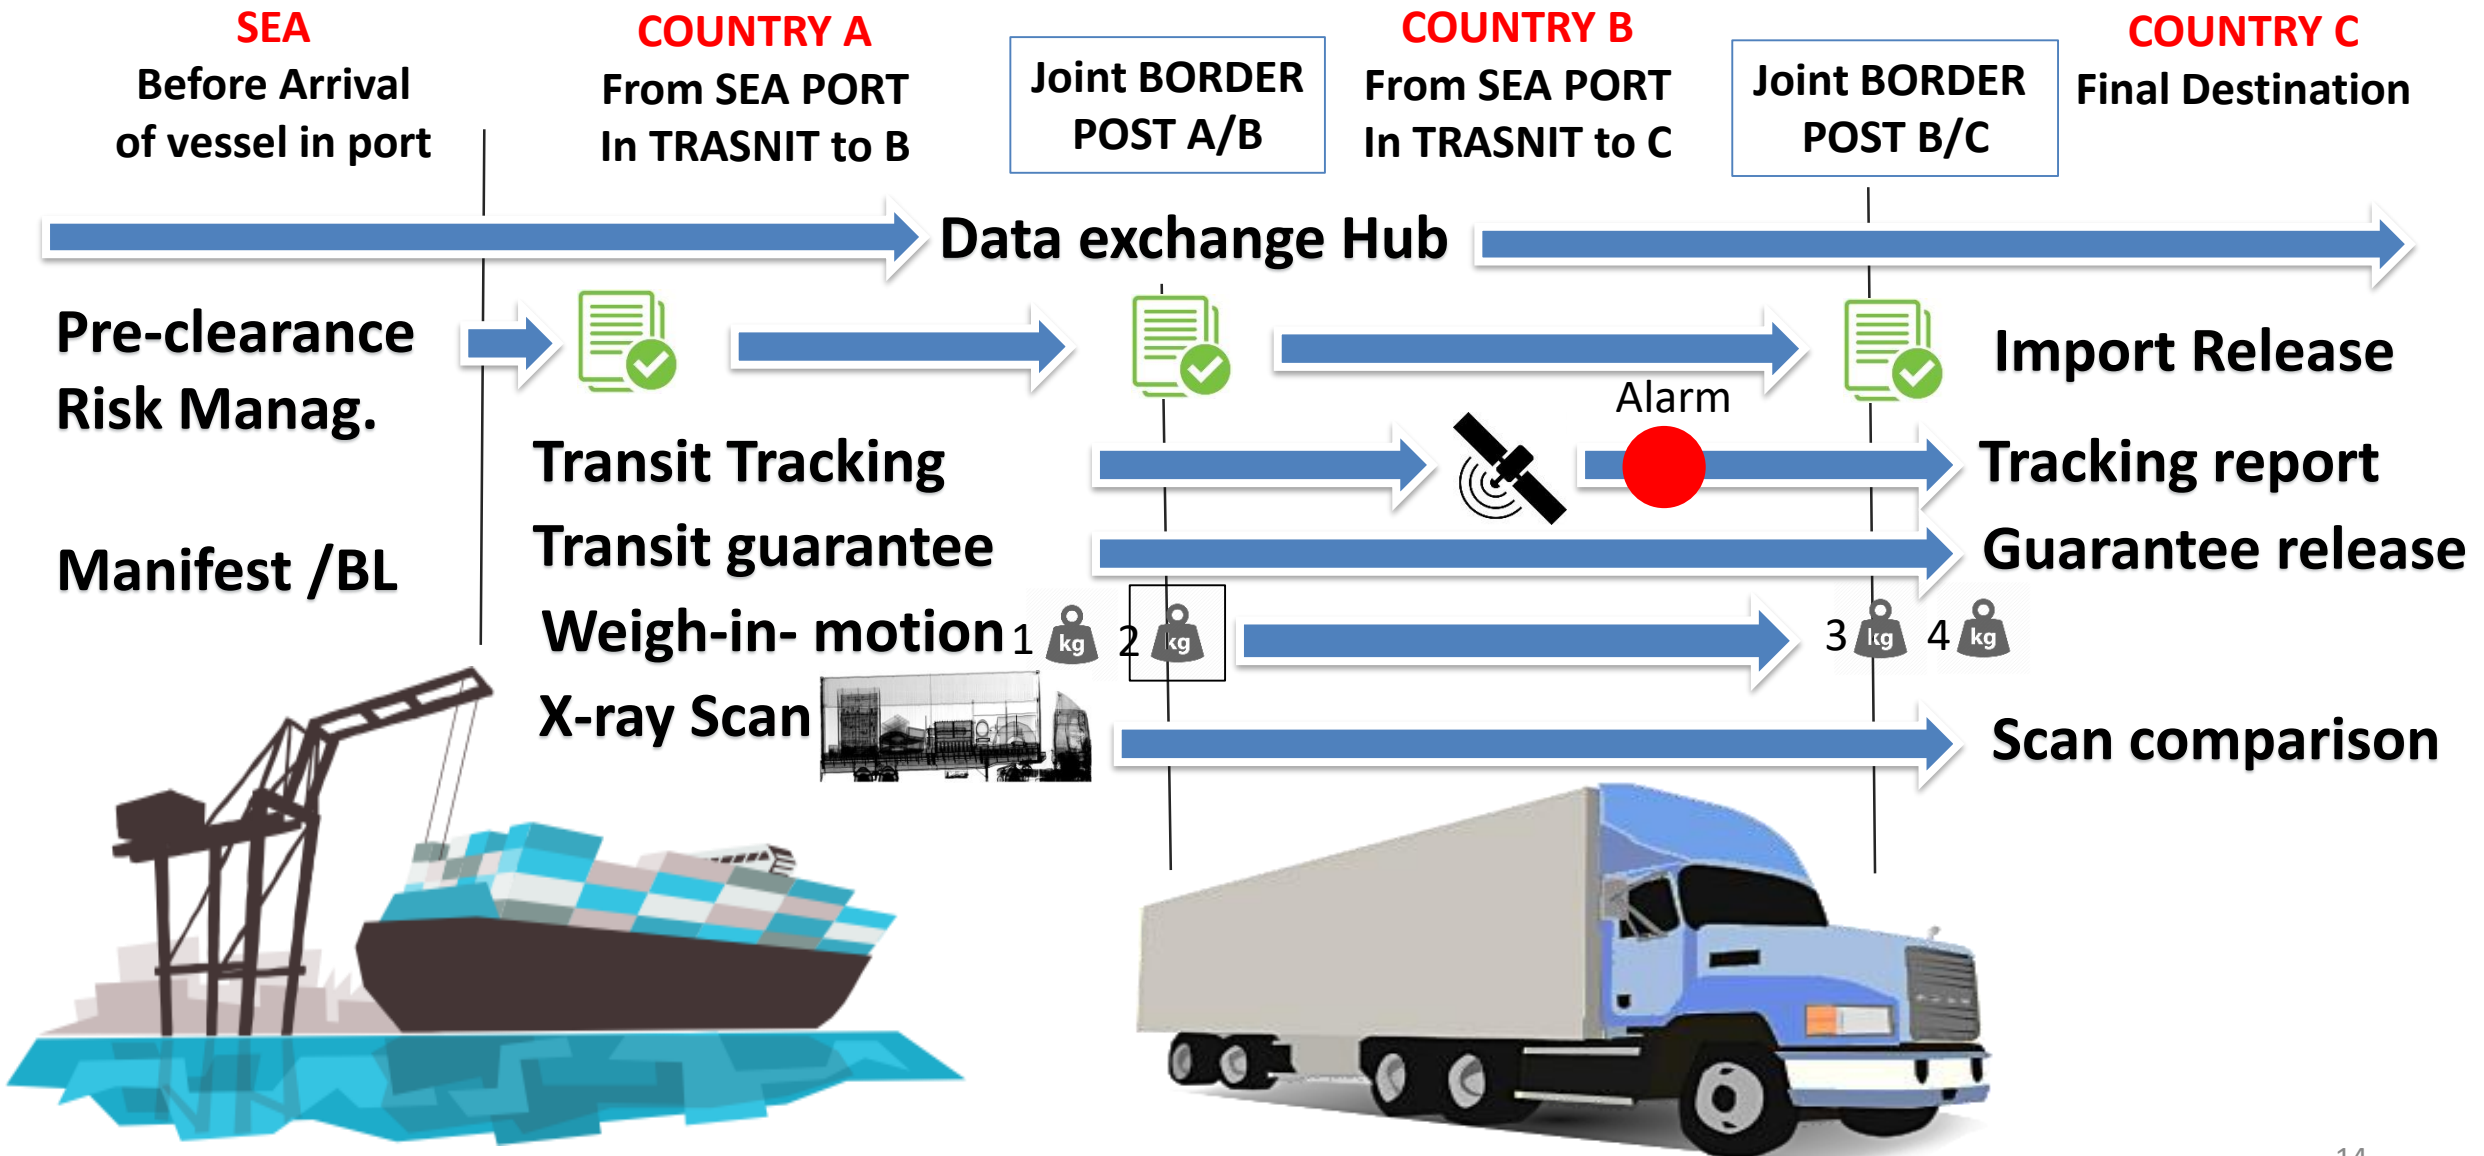 SEA
Before Arrival
of vessel in port
COUNTRY A
From SEA PORT
In TRASNIT to B
Joint BORDER
POST A/B
COUNTRY B
From SEA PORT
In TRASNIT to C
Joint BORDER
POST B/C
COUNTRY C
Final Destination
Data exchange Hub
Pre-clearance
Risk Manag.
Import Release
Alarm
Transit Tracking
Tracking report
Manifest /BL
Transit guarantee
Guarantee release
Weigh-in- motion
1 kg
2 kg
3 kg
4 kg
X-ray Scan
Scan comparison
14